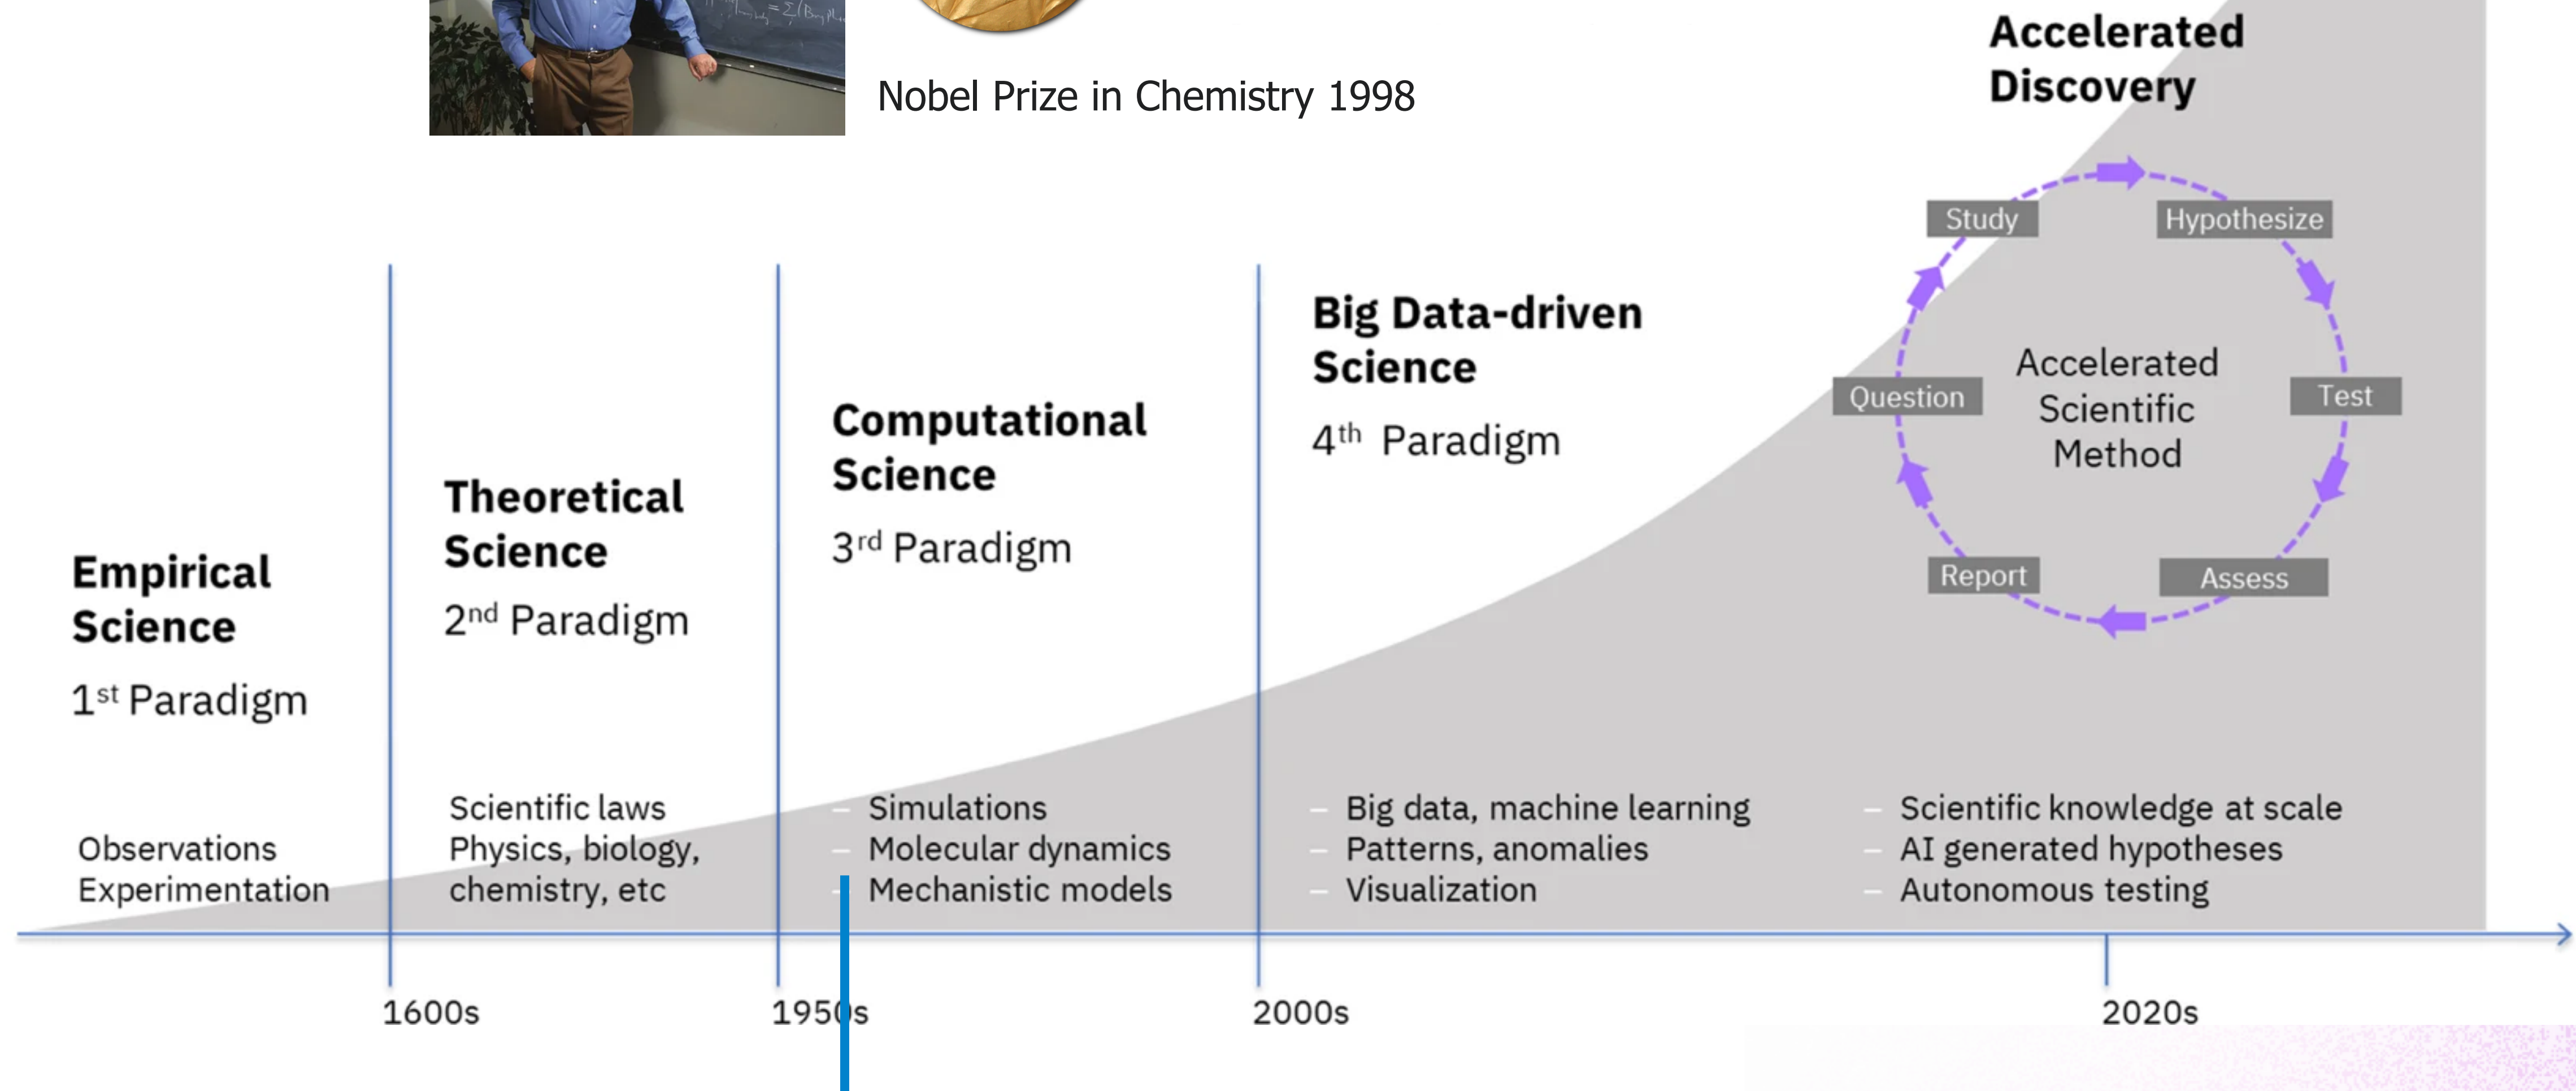 Nobel Prize in Chemistry 1998
Accelerated
Discovery
Study
Hypothesize
Question
Accelerated
Scientific
Method
Test
Report
Assess
Big Data-driven
Science
4th Paradigm
Computational
Science
3rd Paradigm
Theoretical
Science
2nd Paradigm
Empirical
Science
1st Paradigm
Observations
Experimentation
Scientific laws
Physics, biology,
chemistry, etc
– Simulations
– Molecular dynamics
– Mechanistic models
– Big data, machine learning
– Patterns, anomalies
– Visualization
– Scientific knowledge at scale
– AI generated hypotheses
– Autonomous testing
1600s
1950s
2000s
2020s